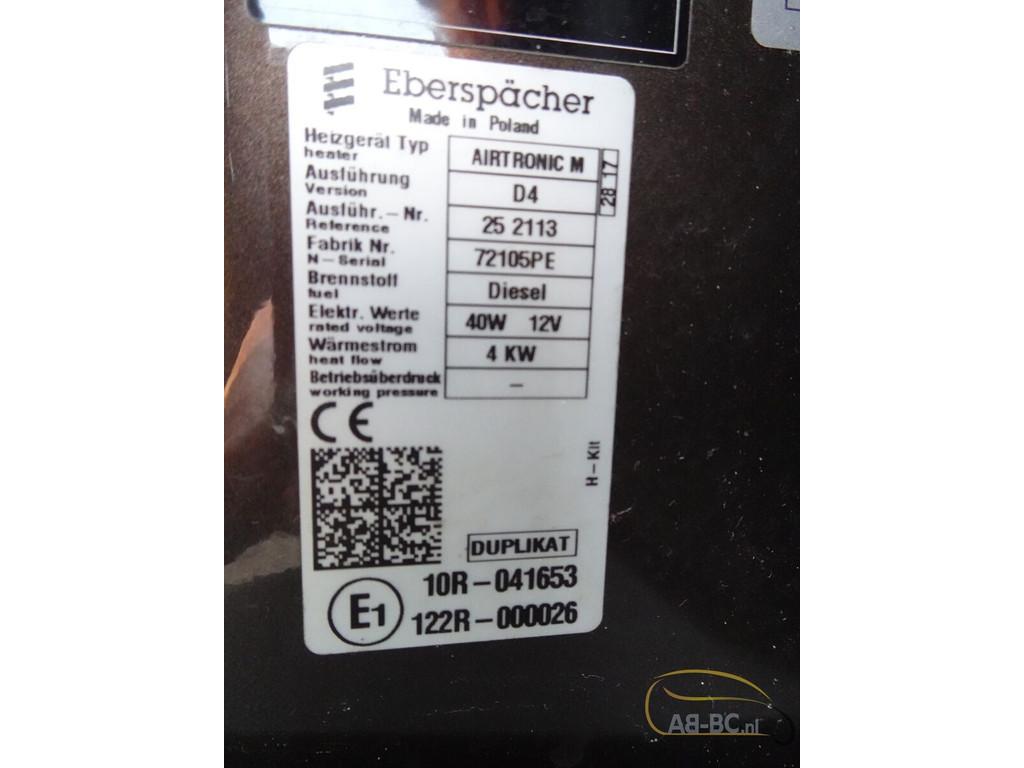 Eberspächer
Made in Poland
Heizgerät Typ AIRTRONIC M
heater
28 17
Ausführung D4
Version
Ausführ.-Nr. 25 2113
Reference
Fabrik Nr. 72105PE
N-Serial
Brennstoff Diesel
fuel
Elektr. Werte 40W 12V
rated voltage
Wärmestrom 4 KW
heat flow
Betriebsüberdruck –
working pressure
CE
H-Kit
DUPLIKAT
10R-041653
E1
122R-000026
AB-BC.nl